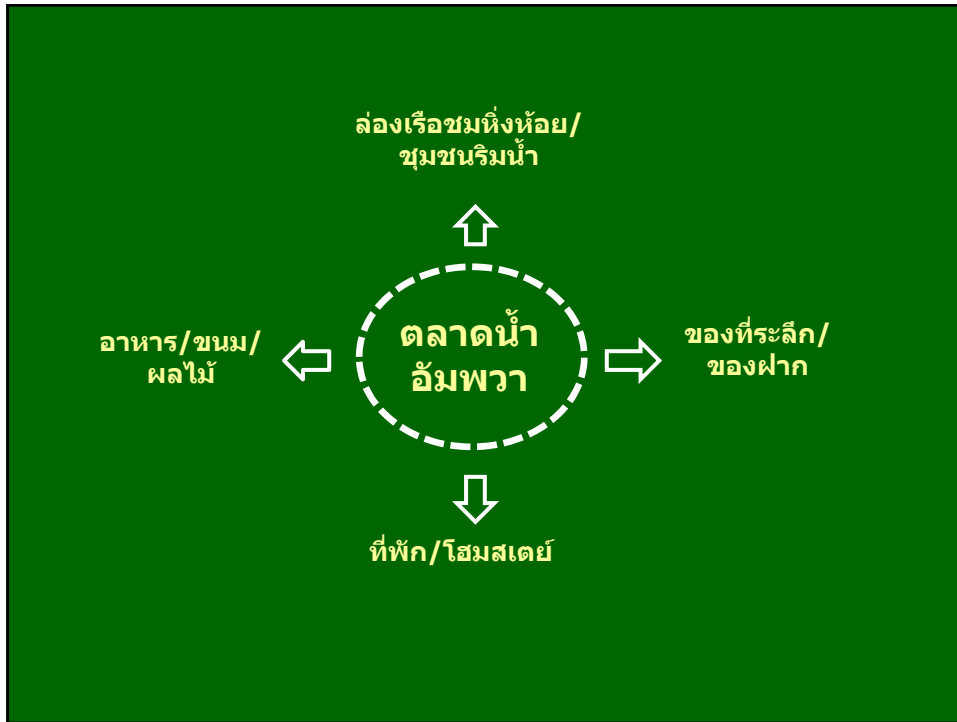 ล่องเรือชมหิ่งห้อย/
ชุมชนริมน้ำ
อาหาร/ขนม/
ผลไม้
ตลาดน้ำ
อัมพวา
ของที่ระลึก/
ของฝาก
ที่พัก/โฮมสเตย์